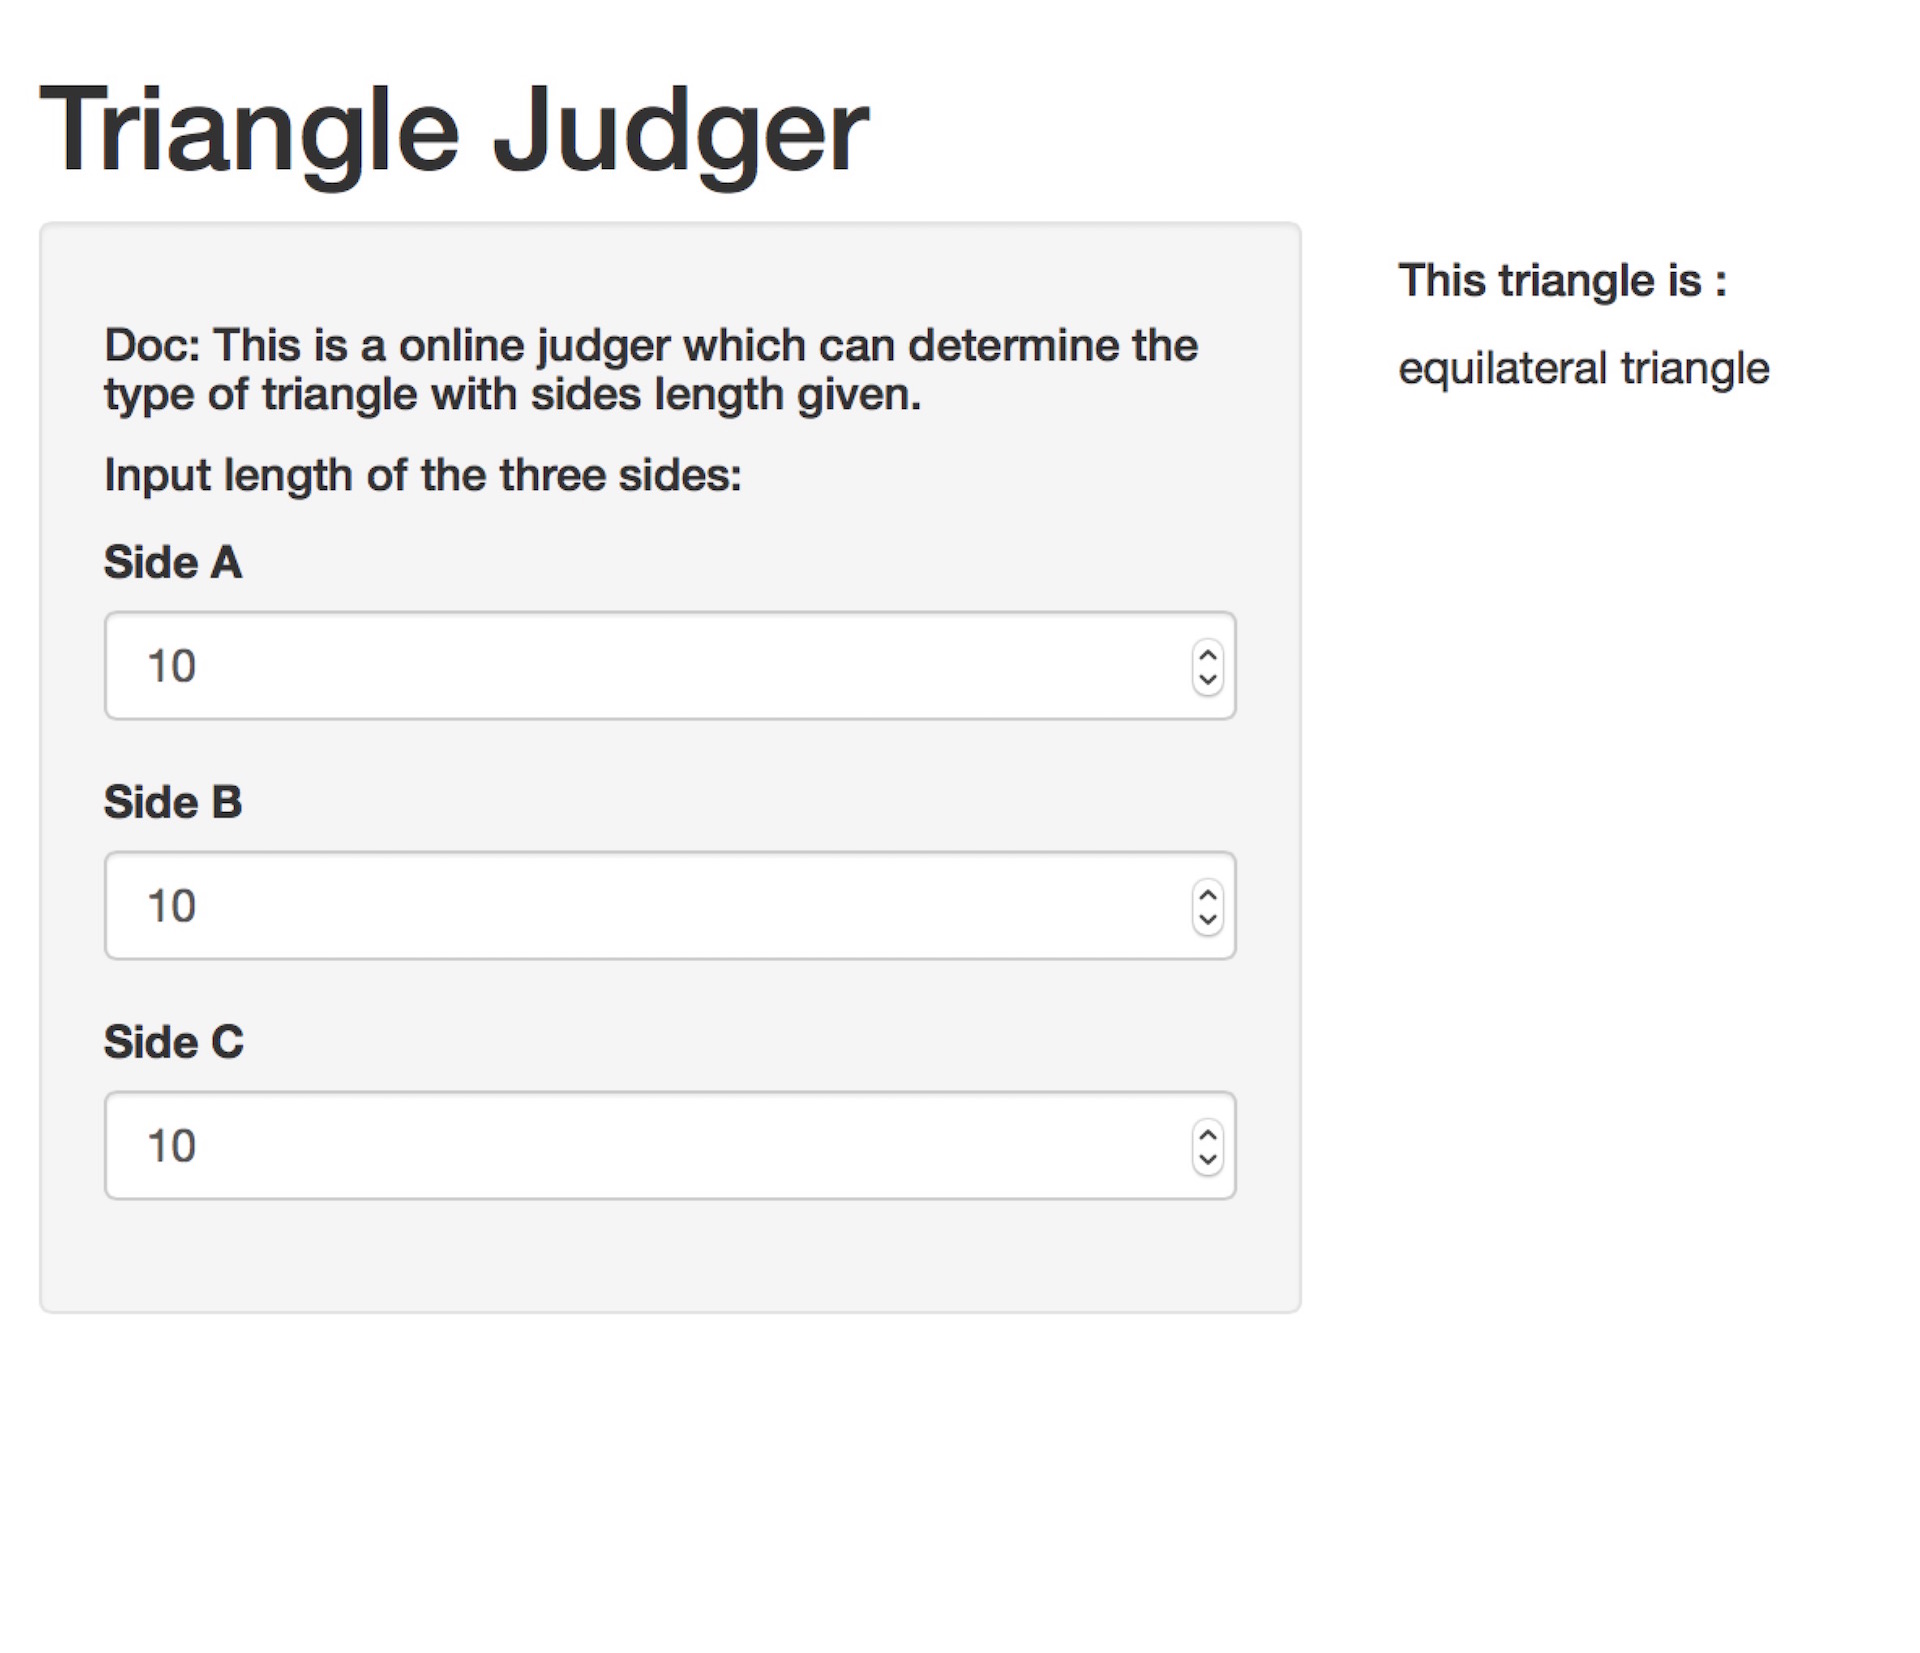 Triangle Judger
Doc: This is a online judger which can determine the
type of triangle with sides length given.
Input length of the three sides:
Side A
10
Side B
10
Side C
10
This triangle is :
equilateral triangle